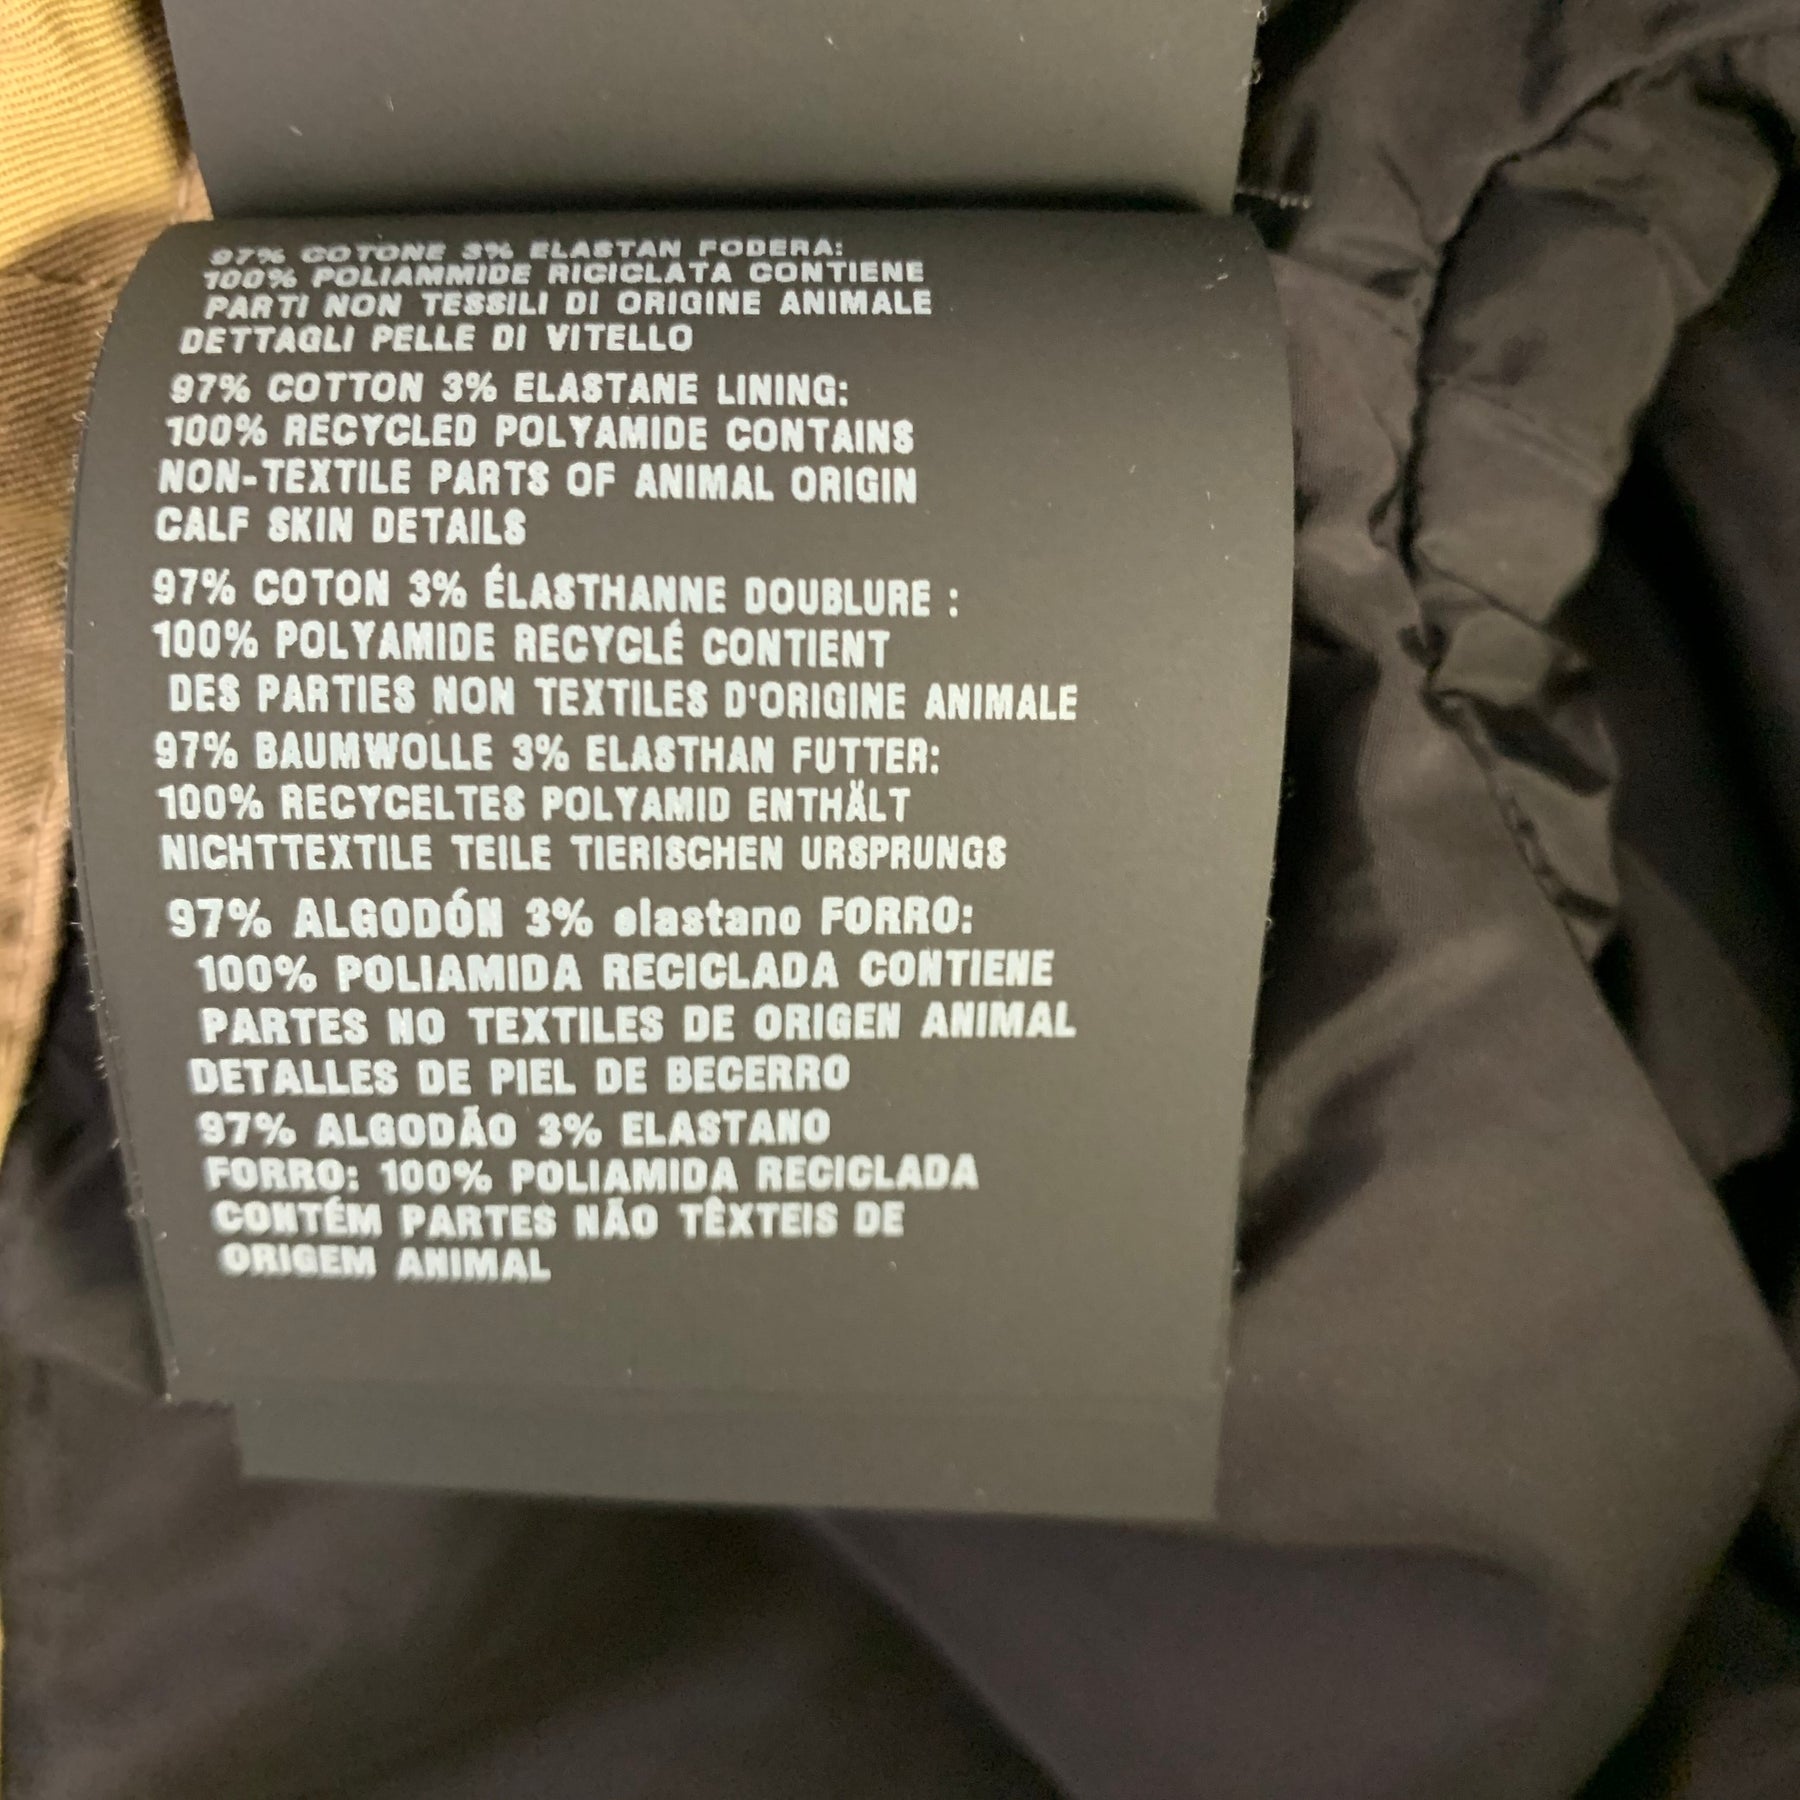 97% COTONE 3% ELASTAN FODERA:
100% POLIAMMIDE RICICLATA CONTIENE
PARTI NON TESSILI DI ORIGINE ANIMALE
DETTAGLI PELLE DI VITELLO
97% COTTON 3% ELASTANE LINING:
100% RECYCLED POLYAMIDE CONTAINS
NON-TEXTILE PARTS OF ANIMAL ORIGIN
CALF SKIN DETAILS
97% COTON 3% ÉLASTHANNE DOUBLURE :
100% POLYAMIDE RECYCLÉ CONTIENT
DES PARTIES NON TEXTILES D'ORIGINE ANIMALE
97% BAUMWOLLE 3% ELASTHAN FUTTER:
100% RECYCELTES POLYAMID ENTHÄLT
NICHTTEXTILE TEILE TIERISCHEN URSPRUNGS
97% ALGODÓN 3% elastano FORRO:
100% POLIAMIDA RECICLADA CONTIENE
PARTES NO TEXTILES DE ORIGEN ANIMAL
DETALLES DE PIEL DE BECERRO
97% ALGODÃO 3% ELASTANO
FORRO: 100% POLIAMIDA RECICLADA
CONTÉM PARTES NÃO TÊXTEIS DE
ORIGEM ANIMAL